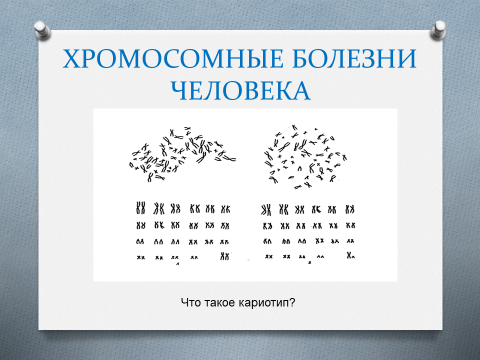 ХРОМОСОМНЫЕ БОЛЕЗНИ
ЧЕЛОВЕКА
Что такое кариотип?